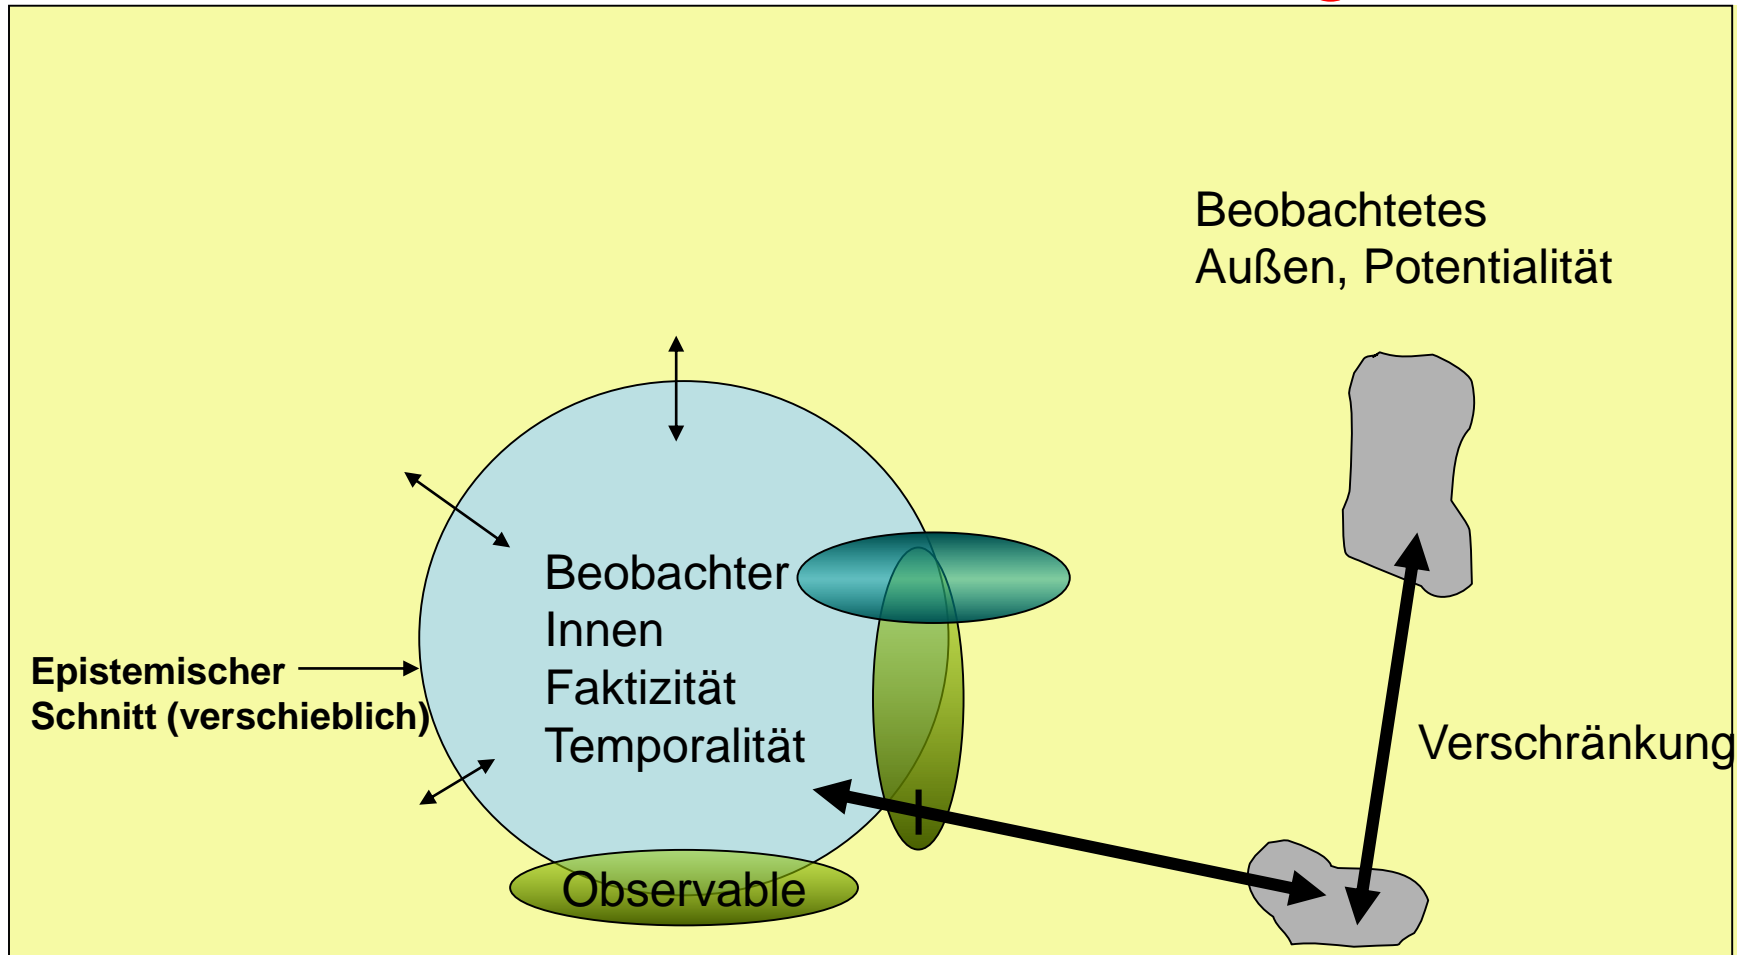 Beobachtetes
Außen, Potentialität
Beobachter
Innen
Faktizität
Temporalität
Epistemischer
Schnitt (verschieblich)
Verschränkung
Observable